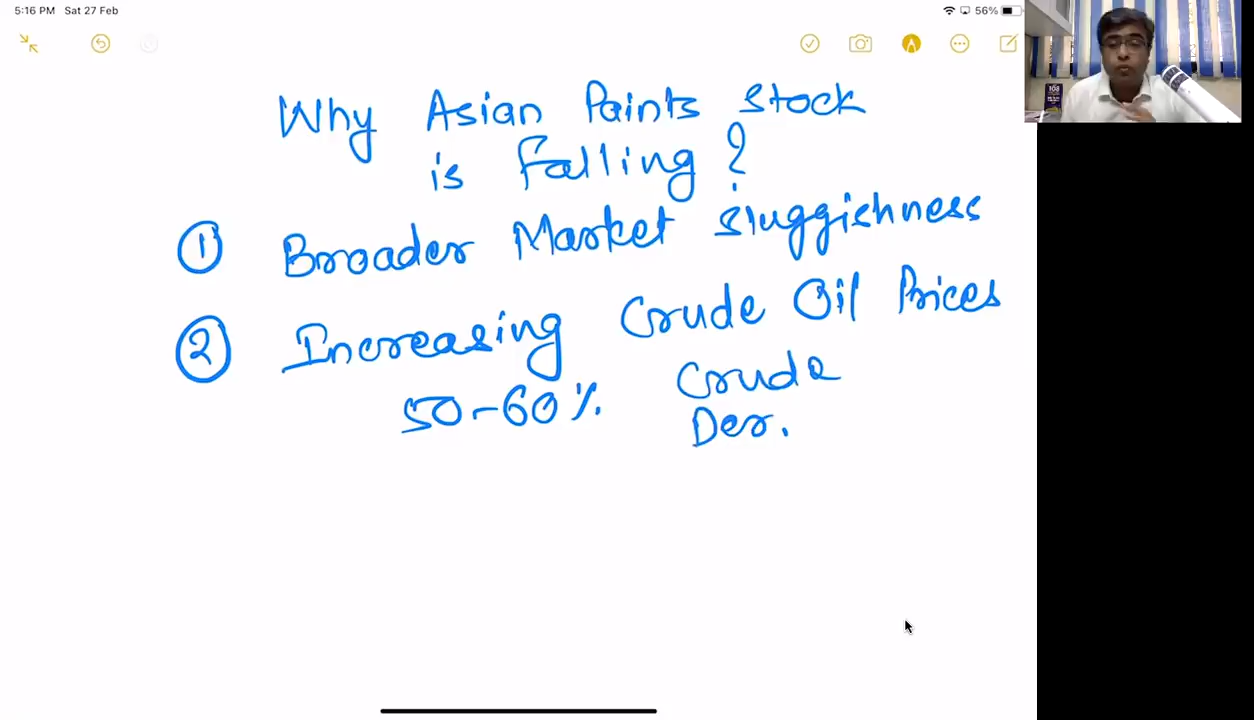 5:16 PM Sat 27 Feb
56%
Why Asian Paints stock
is falling?
① Broader Market sluggishness
② Increasing Crude Oil Prices
50-60% Crude
Der.